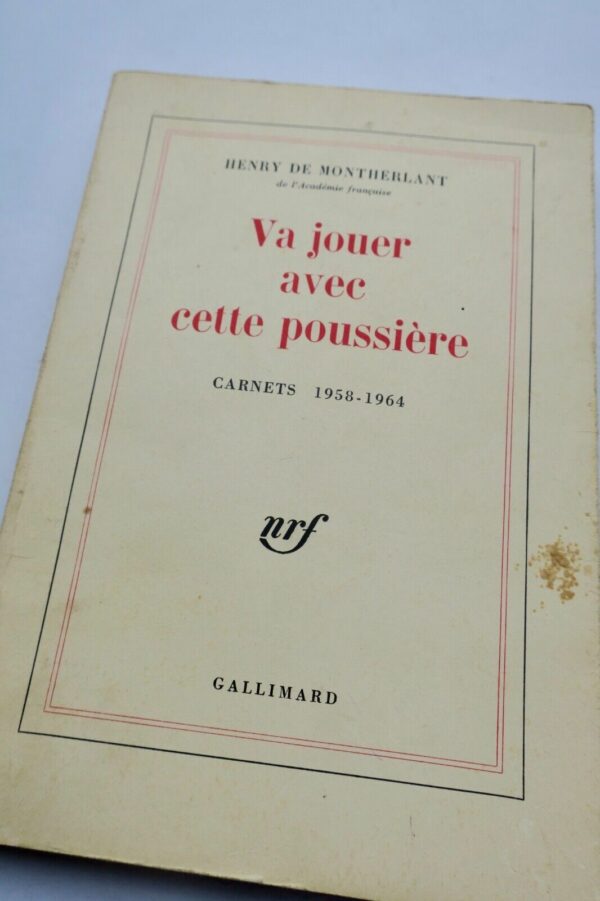 HENRY DE MONTHERLANT
de l'Académie française
Va jouer
avec
cette poussière
CARNETS 1958-1964
nrf
GALLIMARD